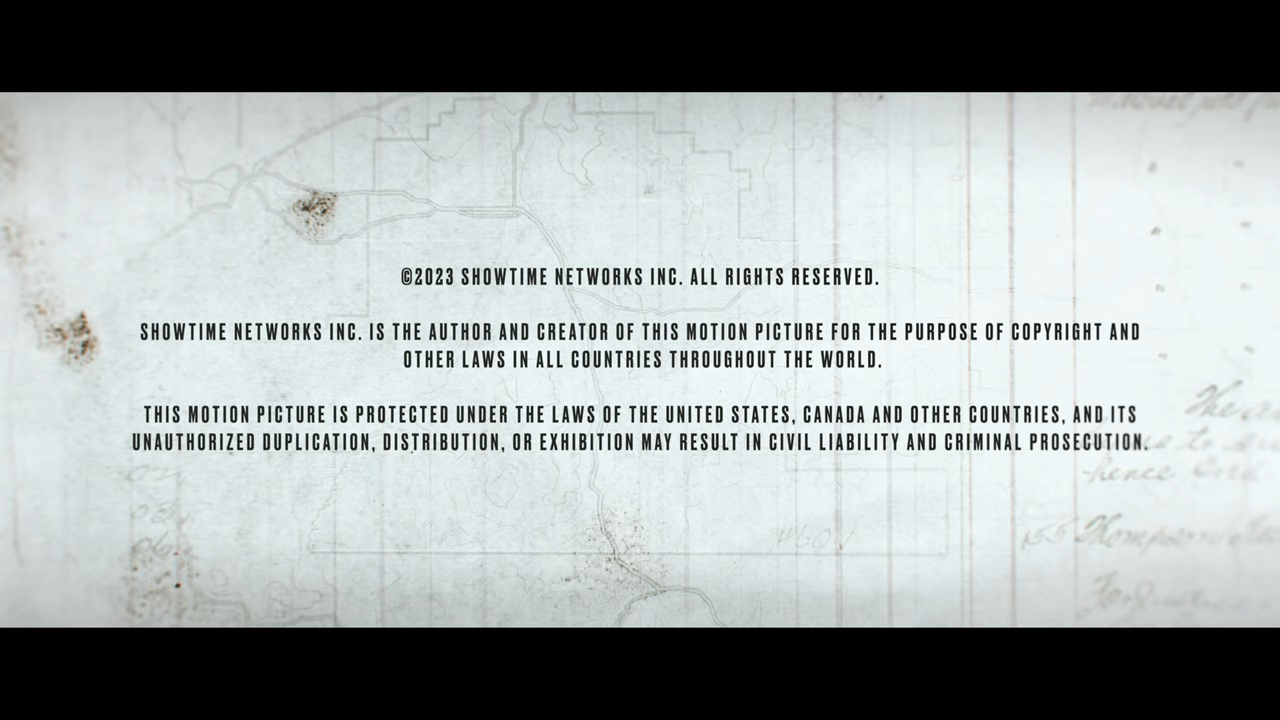 ©2023 SHOWTIME NETWORKS INC. ALL RIGHTS RESERVED.
SHOWTIME NETWORKS INC. IS THE AUTHOR AND CREATOR OF THIS MOTION PICTURE FOR THE PURPOSE OF COPYRIGHT AND
OTHER LAWS IN ALL COUNTRIES THROUGHOUT THE WORLD.
THIS MOTION PICTURE IS PROTECTED UNDER THE LAWS OF THE UNITED STATES, CANADA AND OTHER COUNTRIES, AND ITS
UNAUTHORIZED DUPLICATION, DISTRIBUTION, OR EXHIBITION MAY RESULT IN CIVIL LIABILITY AND CRIMINAL PROSECUTION.